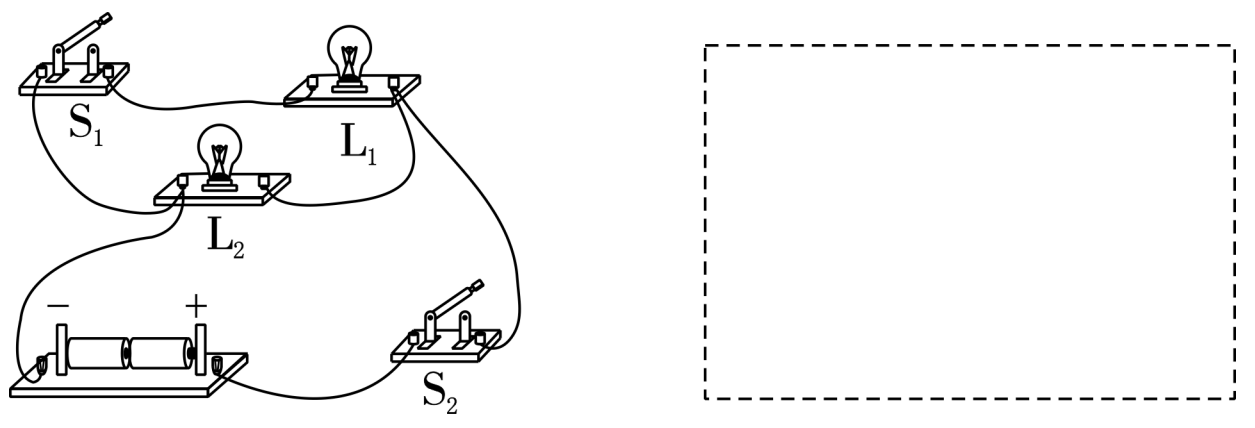 S₁
L₁
L₂
− +
S₂